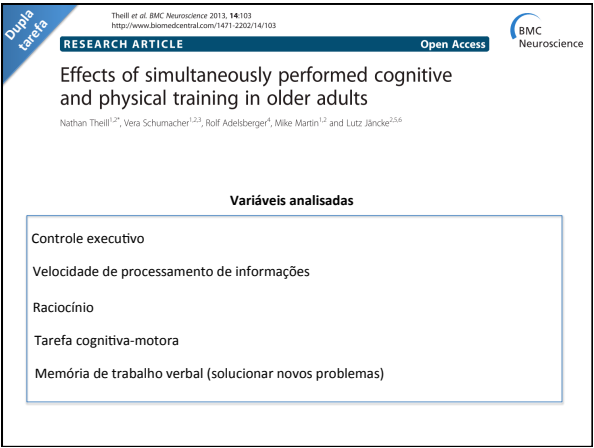 Dupla
tarefa
Theill et al. BMC Neuroscience 2013, 14:103
http://www.biomedcentral.com/1471-2202/14/103
BMC
Neuroscience
RESEARCH ARTICLE Open Access
Effects of simultaneously performed cognitive
and physical training in older adults
Nathan Theill1,2*, Vera Schumacher1,2,3, Rolf Adelsberger4, Mike Martin1,2 and Lutz Jäncke2,5,6
Variáveis analisadas
Controle executivo
Velocidade de processamento de informações
Raciocínio
Tarefa cognitiva-motora
Memória de trabalho verbal (solucionar novos problemas)